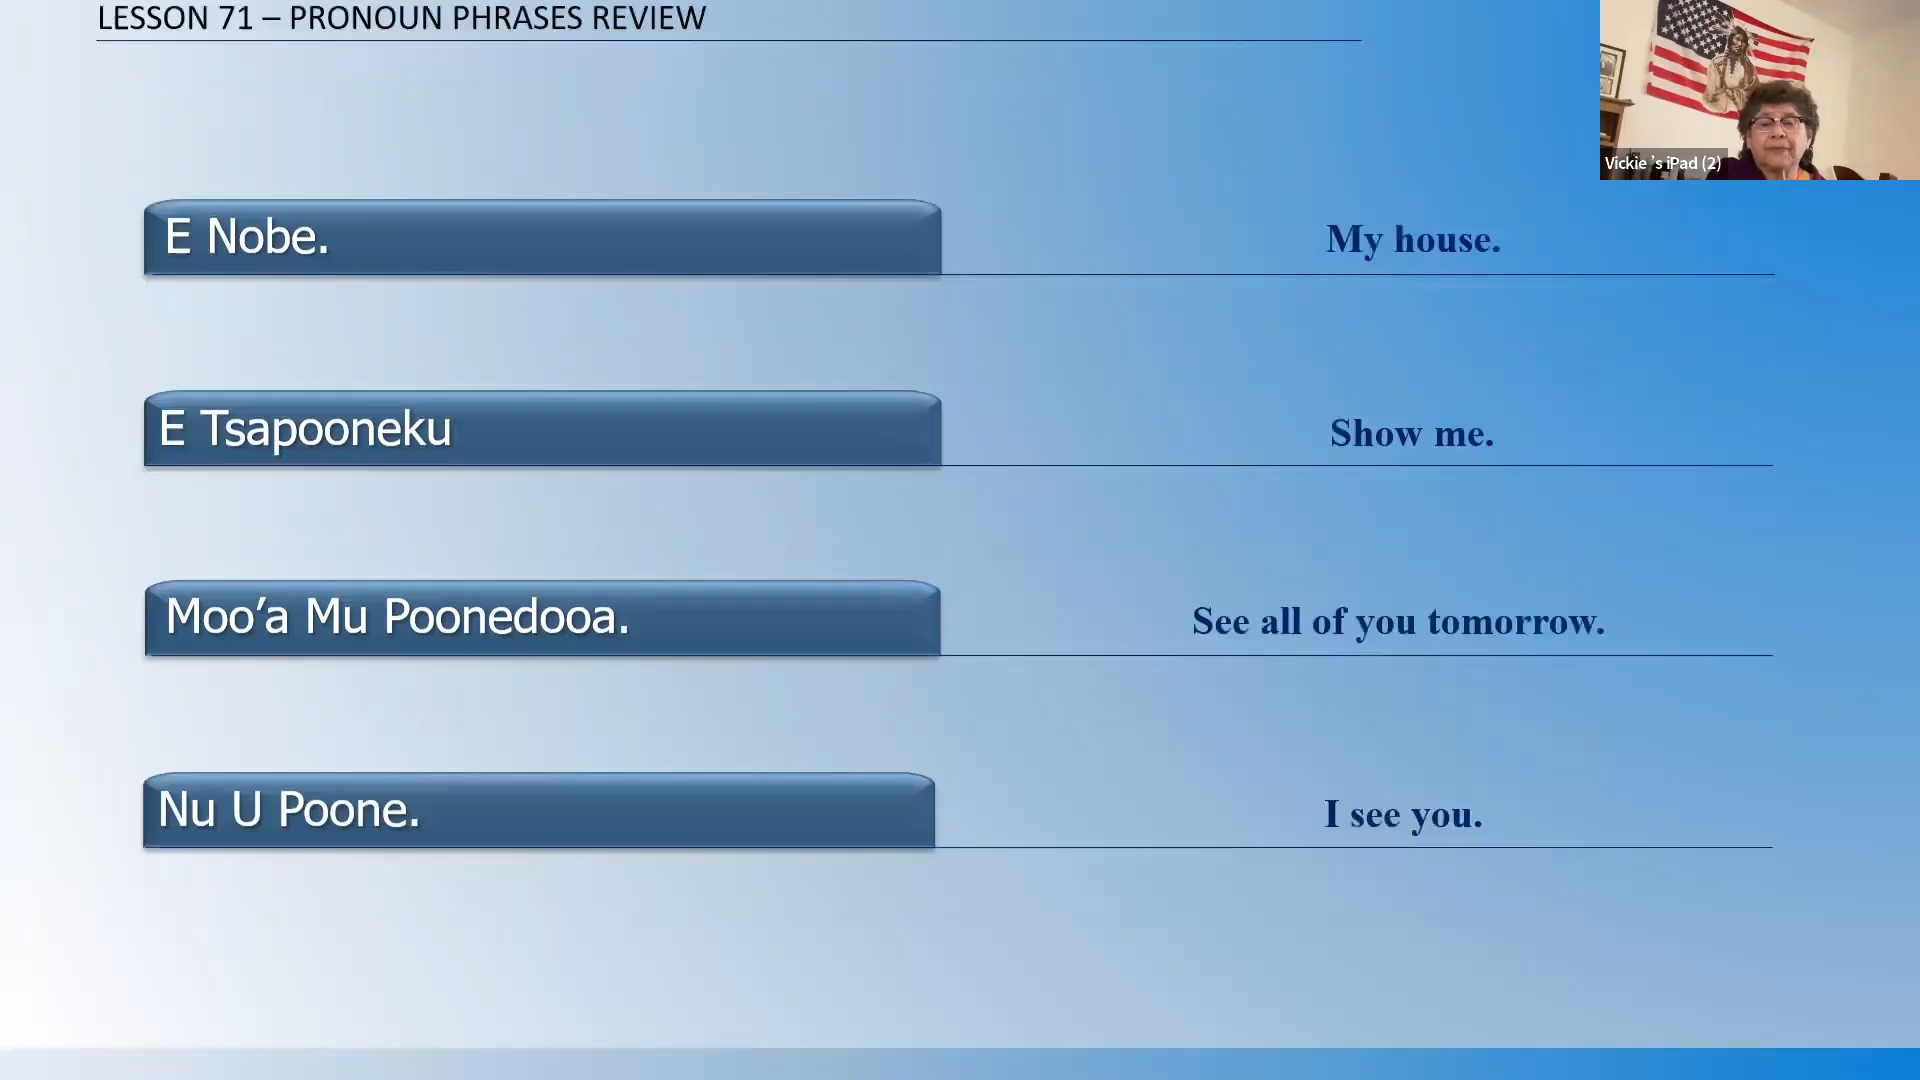 LESSON 71 – PRONOUN PHRASES REVIEW
Vickie 's iPad (2)
E Nobe.
My house.
E Tsapooneku
Show me.
Moo’a Mu Poonedooa.
See all of you tomorrow.
Nu U Poone.
I see you.